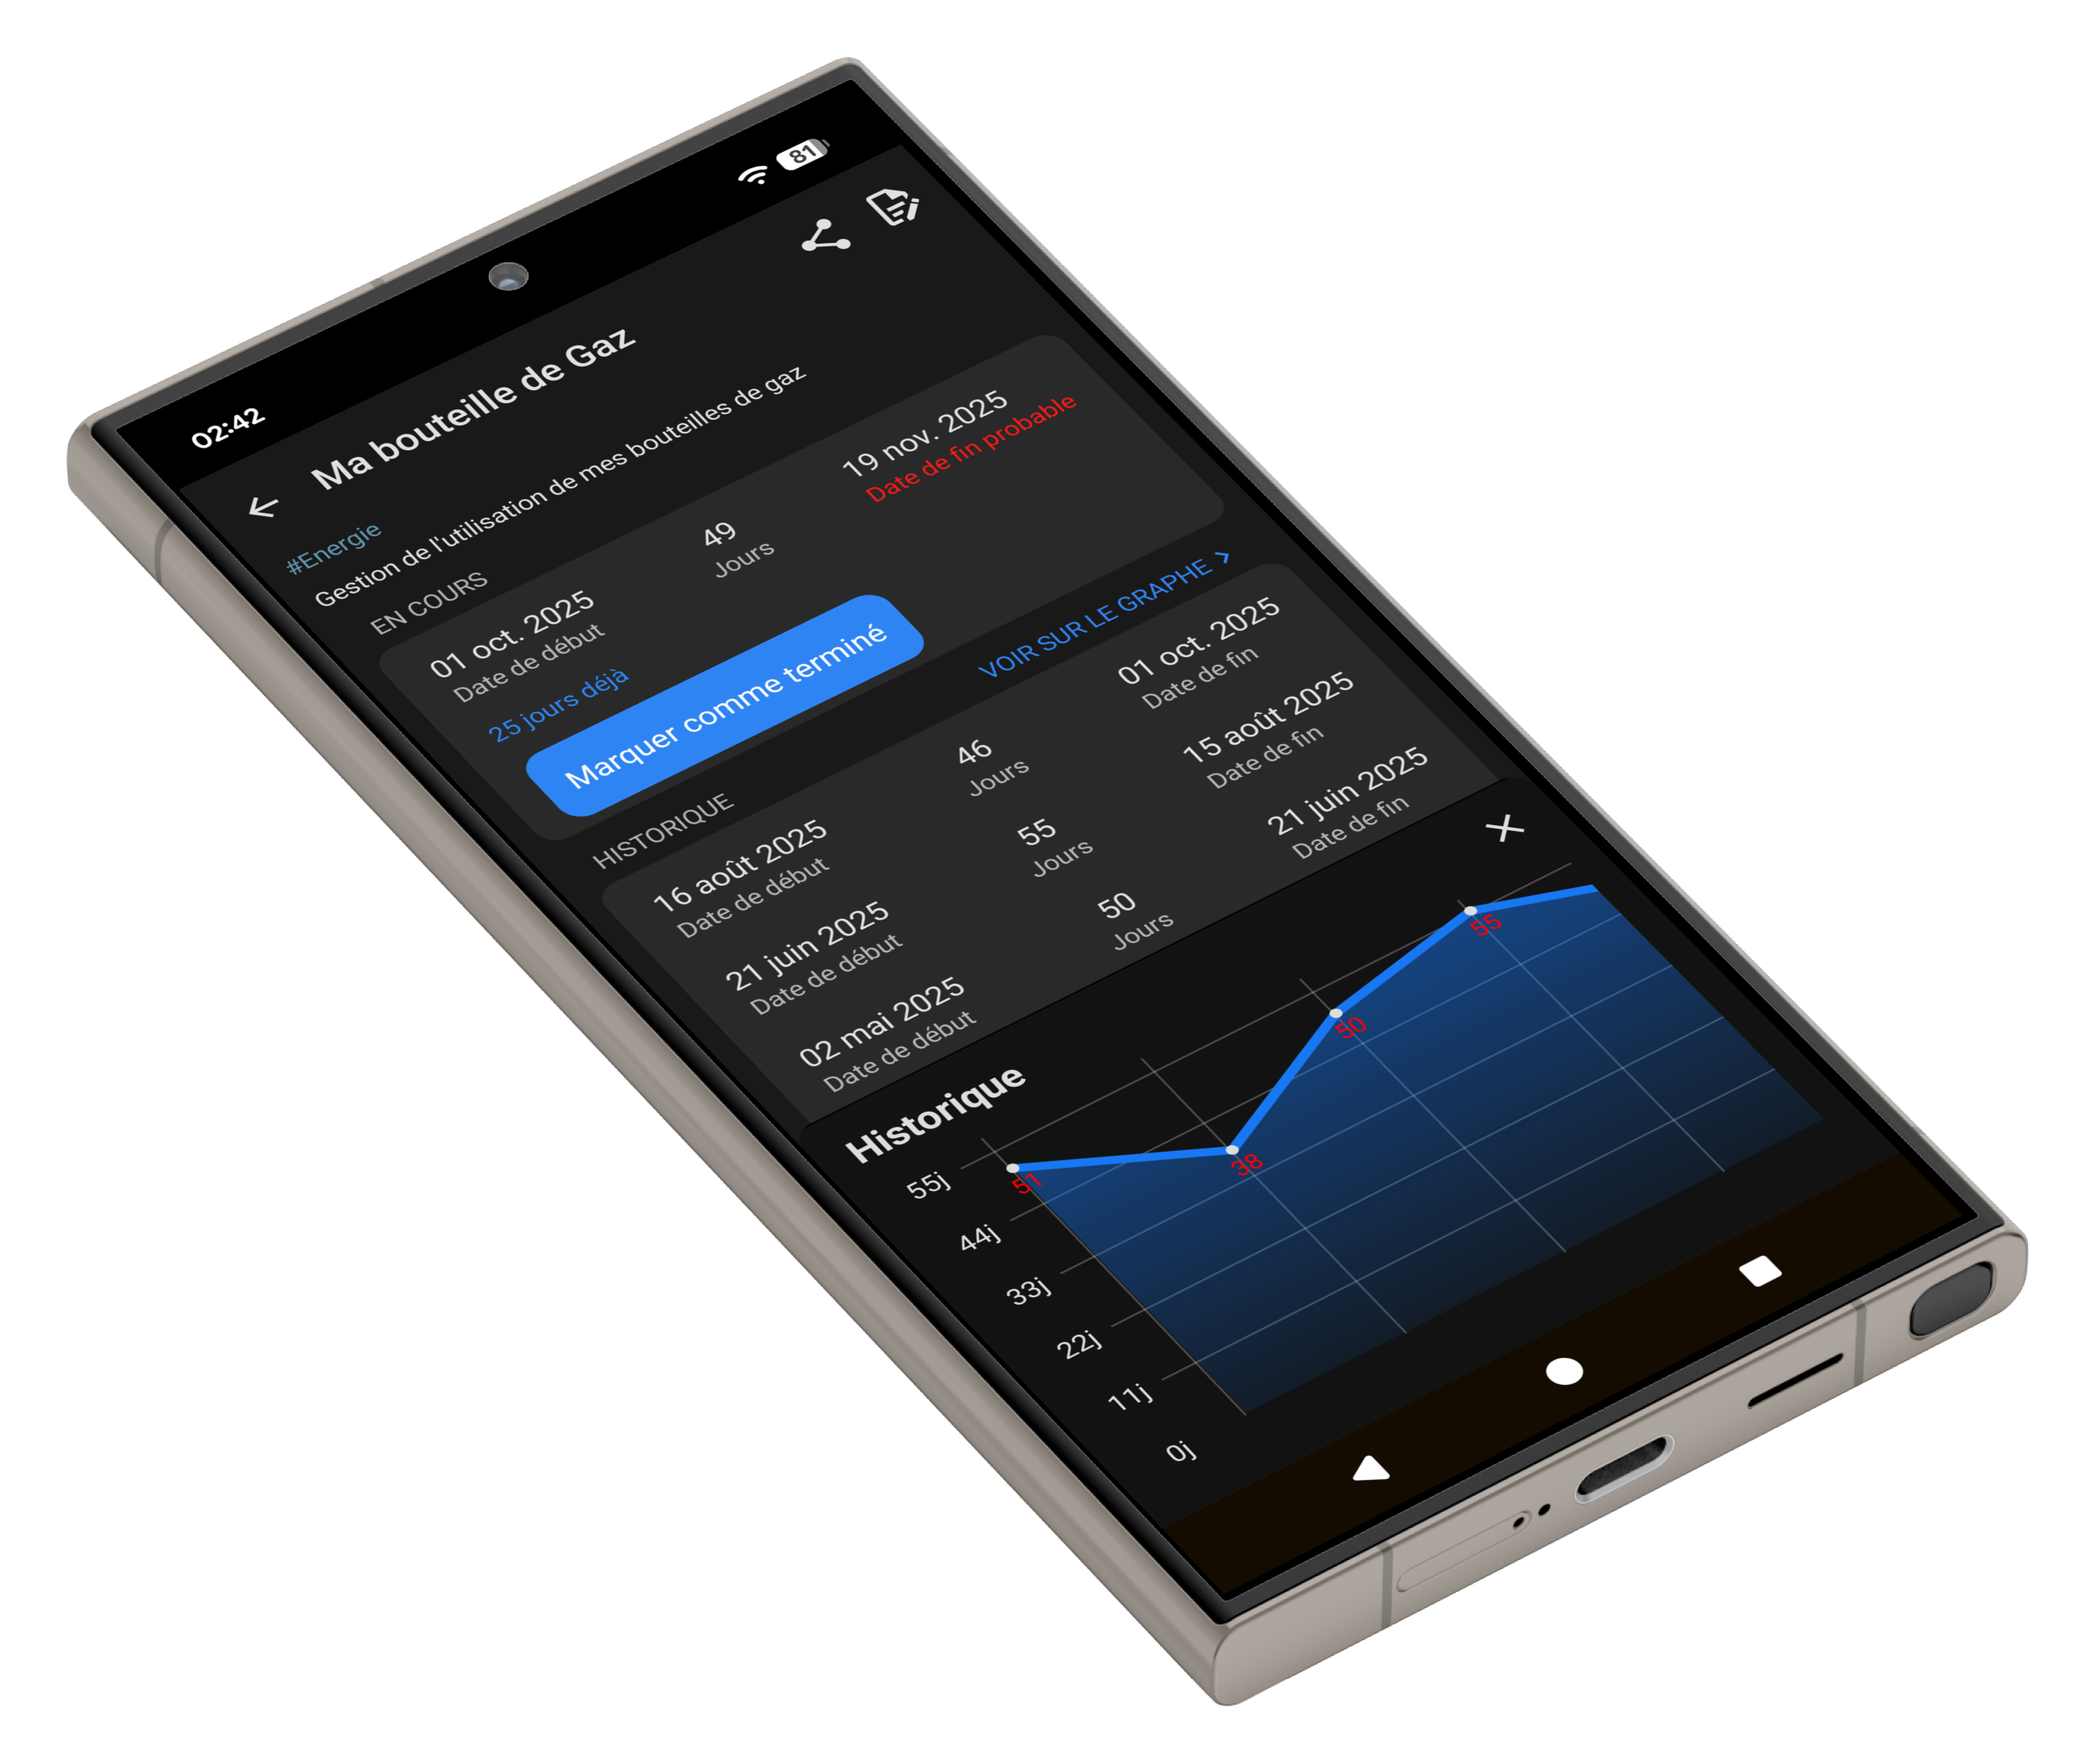 02:42
81
Ma bouteille de Gaz
#Energie
Gestion de l'utilisation de mes bouteilles de gaz
EN COURS
01 oct. 2025 49 19 nov. 2025
Date de début Jours Date de fin probable
25 jours déjà
Marquer comme terminé
HISTORIQUE VOIR SUR LE GRAPHE >
16 août 2025 46 01 oct. 2025
Date de début Jours Date de fin
21 juin 2025 55 15 août 2025
Date de début Jours Date de fin
02 mai 2025 50 21 juin 2025
Date de début Jours Date de fin
Historique
55j
44j
33j
22j
11j
0j
51
38
50
55